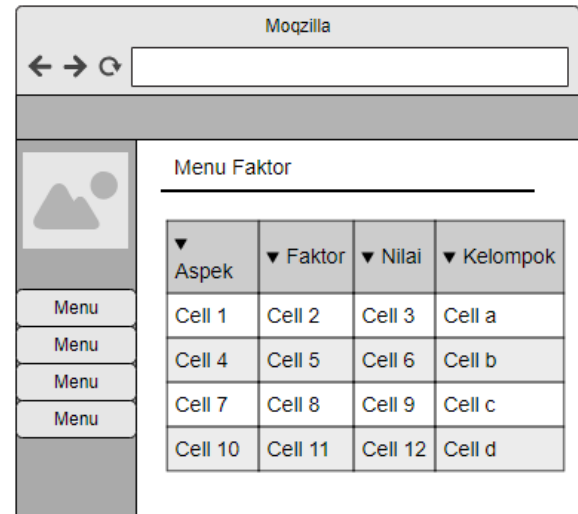 Moqzilla
Menu Faktor
▼ Aspek ▼ Faktor ▼ Nilai ▼ Kelompok
Cell 1 Cell 2 Cell 3 Cell a
Cell 4 Cell 5 Cell 6 Cell b
Cell 7 Cell 8 Cell 9 Cell c
Cell 10 Cell 11 Cell 12 Cell d
Menu
Menu
Menu
Menu